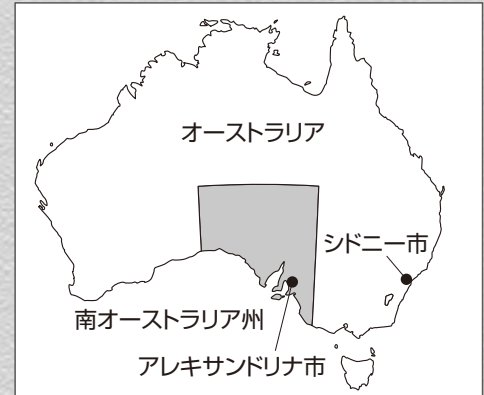 オーストラリア
シドニー市
南オーストラリア州
アレキサンドリナ市